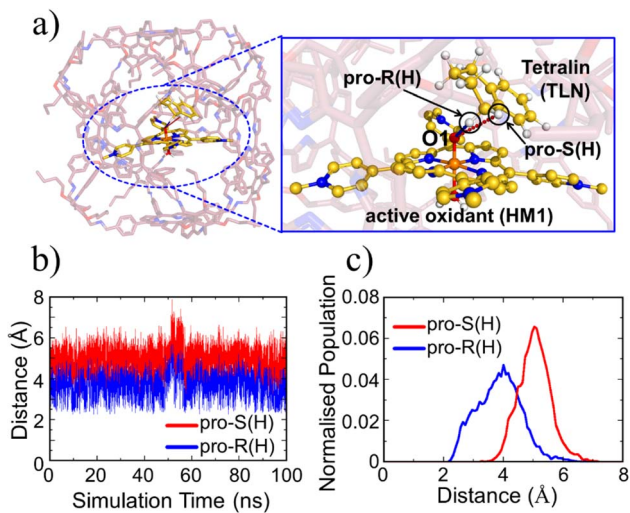 a)
pro-R(H)
Tetralin
(TLN)
O1
pro-S(H)
active oxidant (HM1)
b)
Distance (Å)
8
6
4
2
0
0 20 40 60 80 100
Simulation Time (ns)
pro-S(H)
pro-R(H)
c)
Normalised Population
0.08
0.06
0.04
0.02
0
0 2 4 6 8
Distance (Å)
pro-S(H)
pro-R(H)